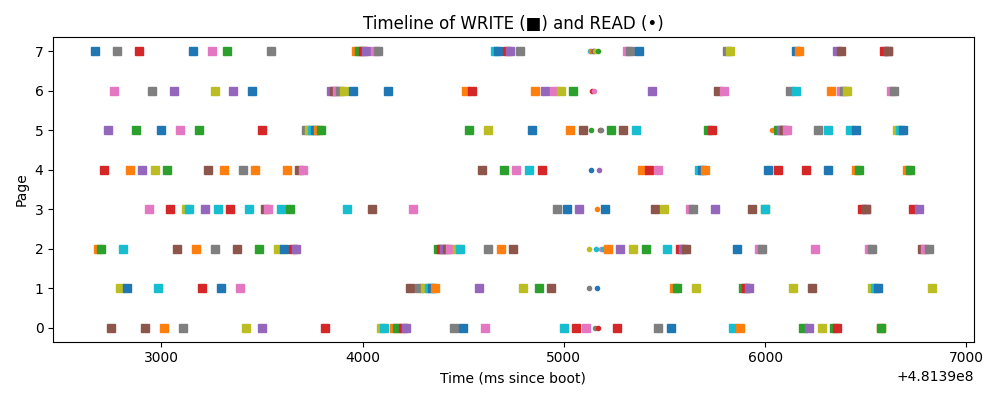 Timeline of WRITE (■) and READ (•)
7
6
5
4
3
2
1
0
Page
3000 4000 5000 6000 7000
Time (ms since boot)
+4.8139e8